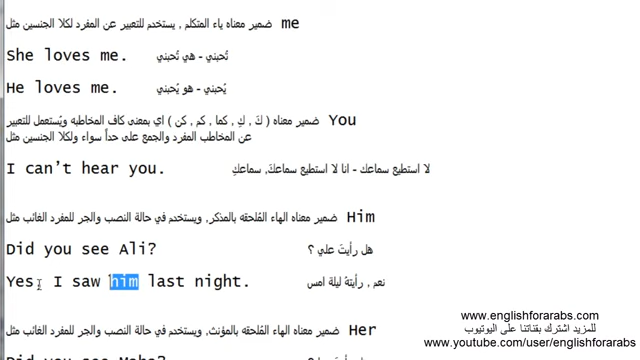 me ضمير معناه ياء المتكلم , يستخدم للتعبير عن المفرد لكلا الجنسين مثل
She loves me. تُحبني - هي تُحبني
He loves me. يُحبني - هو يُحبني
You ضمير معناه ( كَ , كِ , كما , كم , كن ) اي بمعنى كاف المخاطبه ويُستعمل للتعبير
عن المخاطب المفرد والجمع على حداً سواء ولكلا الجنسين مثل
I can't hear you. لا استطيع سماعك - انا لا استطيع سماعكَ, سماعكِ
Him ضمير معناه الهاء المُلحقه بالمذكر, ويستخدم في حالة النصب والجر للمفرد الغائب مثل
Did you see Ali? هل رأيتَ علي ؟
Yes, I saw him last night. نعم , رأيتهُ ليلة امس
Her ضمير معناه الهاء المُلحقه بالمؤنث, ويستخدم في حالة النصب والجر للمفرد الغائب مثل
Did you see Maha?
www.englishforarabs.com
للمزيد اشترك بقناتنا على اليوتيوب
www.youtube.com/user/englishforarabs